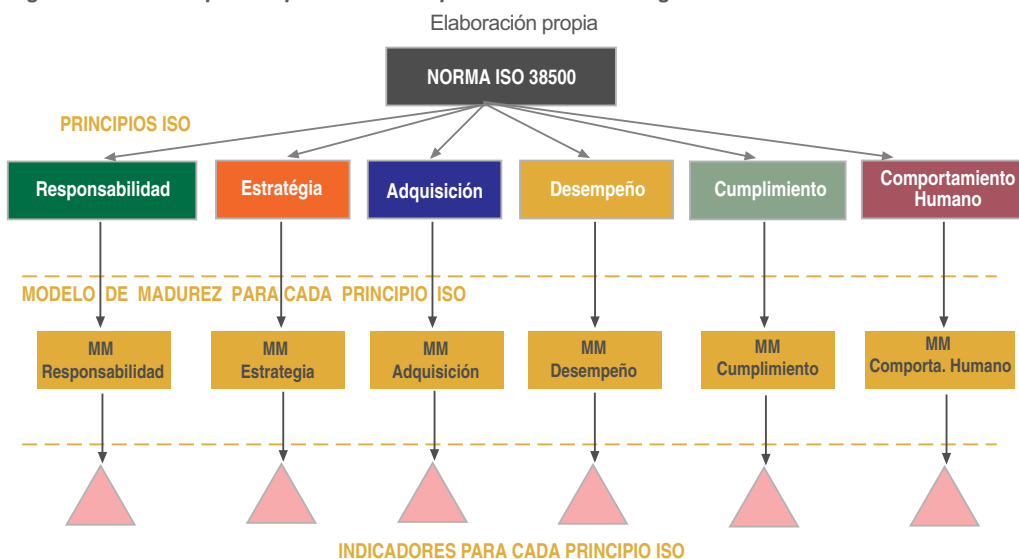 Elaboración propia
NORMA ISO 38500
PRINCIPIOS ISO
Responsabilidad
Estratégia
Adquisición
Desempeño
Cumplimiento
Comportamiento
Humano
MODELO DE MADUREZ PARA CADA PRINCIPIO ISO
MM
Responsabilidad
MM
Estrategia
MM
Adquisición
MM
Desempeño
MM
Cumplimiento
MM
Comporta. Humano
INDICADORES PARA CADA PRINCIPIO ISO